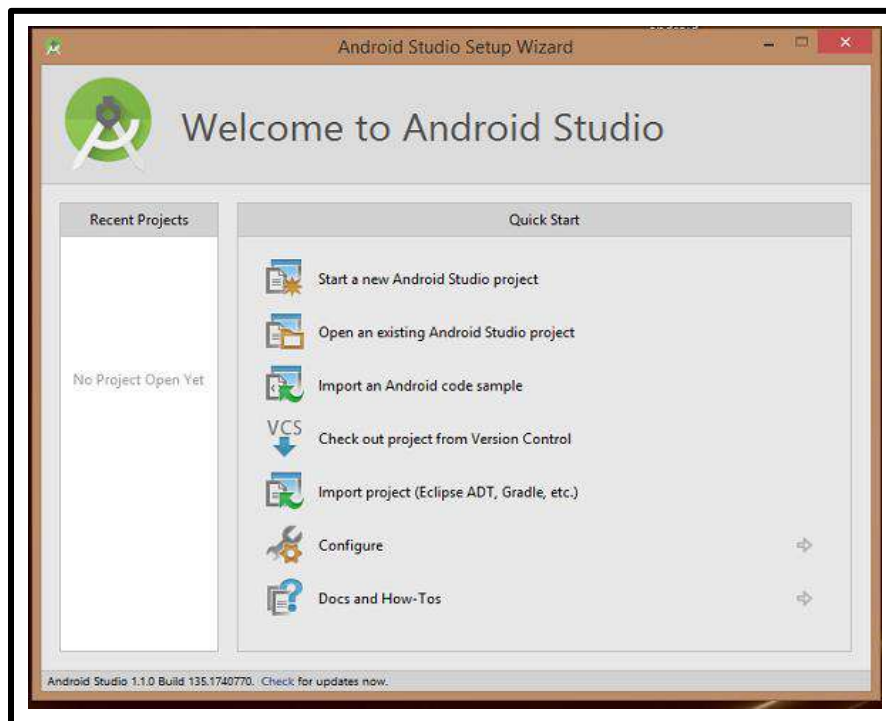 Android Studio Setup Wizard
Welcome to Android Studio
Recent Projects
No Project Open Yet
Quick Start
Start a new Android Studio project
Open an existing Android Studio project
Import an Android code sample
VCS
Check out project from Version Control
Import project (Eclipse ADT, Gradle, etc.)
Configure
Docs and How-Tos
Android Studio 1.1.0 Build 135.1740770. Check for updates now.